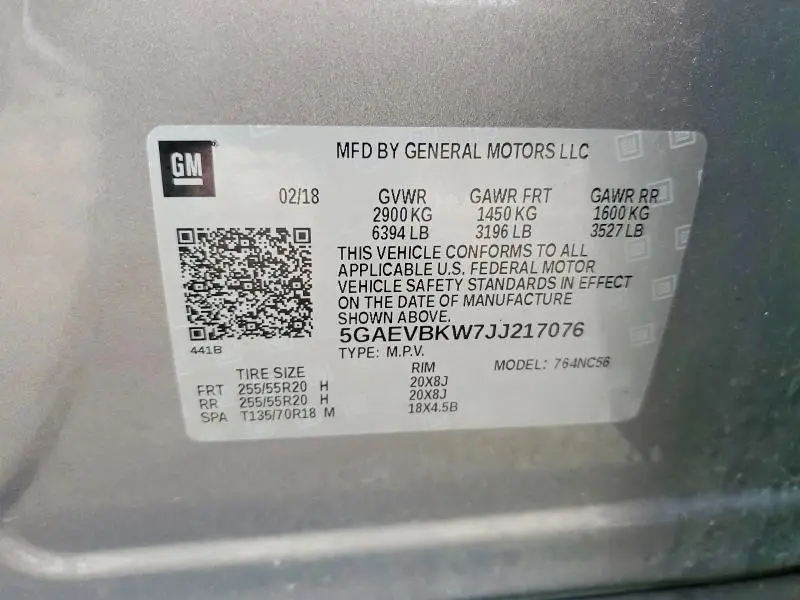 GM
MFD BY GENERAL MOTORS LLC
02/18 GVWR GAWR FRT GAWR RR
2900 KG 1450 KG 1600 KG
6394 LB 3196 LB 3527 LB
THIS VEHICLE CONFORMS TO ALL
APPLICABLE U.S. FEDERAL MOTOR
VEHICLE SAFETY STANDARDS IN EFFECT
ON THE DATE OF MANUFACTURE
SHOWN ABOVE.
5GAEVBKW7JJ217076
441B
TYPE: M.P.V. MODEL: 764NC56
TIRE SIZE RIM
FRT 255/55R20 H 20X8J
RR 255/55R20 H 20X8J
SPA T135/70R18 M 18X4.5B